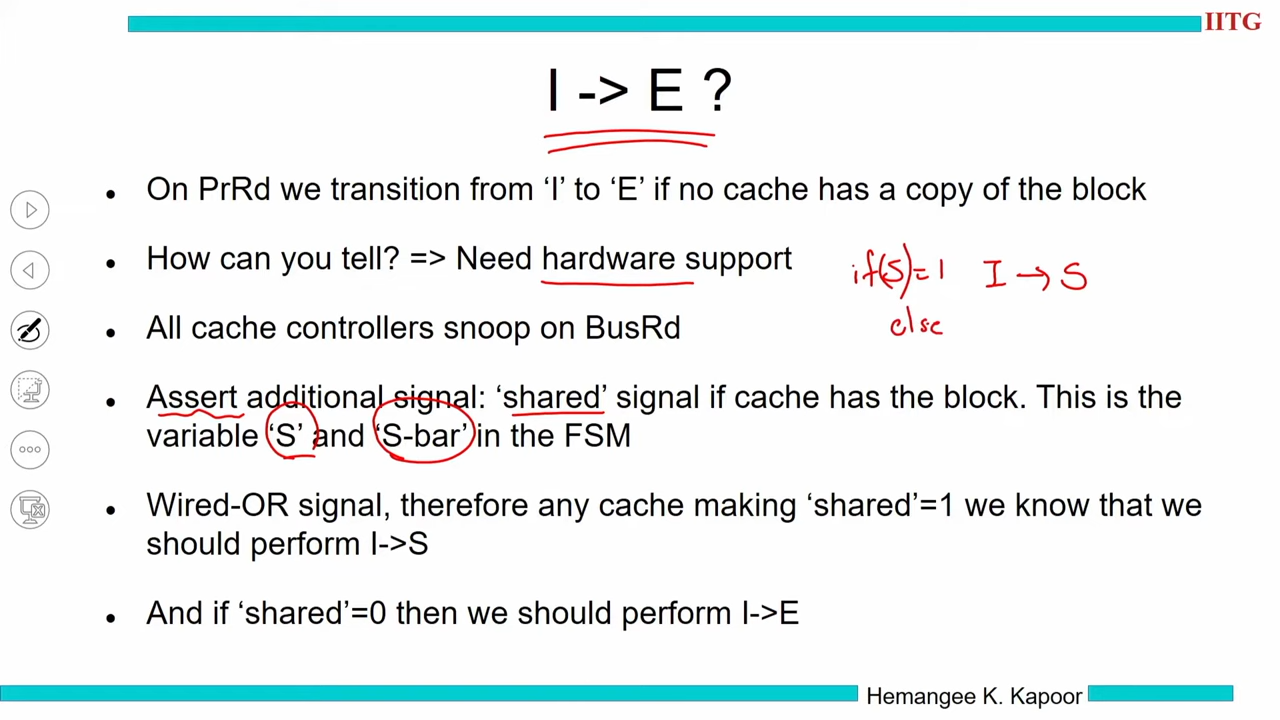 IITG
I -> E ?
• On PrRd we transition from ‘I’ to ‘E’ if no cache has a copy of the block
• How can you tell? => Need hardware support
if(S)=1 I → S
else
• All cache controllers snoop on BusRd
• Assert additional signal: ‘shared’ signal if cache has the block. This is the
variable ‘S’ and ‘S-bar’ in the FSM
• Wired-OR signal, therefore any cache making ‘shared’=1 we know that we
should perform I->S
• And if ‘shared’=0 then we should perform I->E
Hemangee K. Kapoor